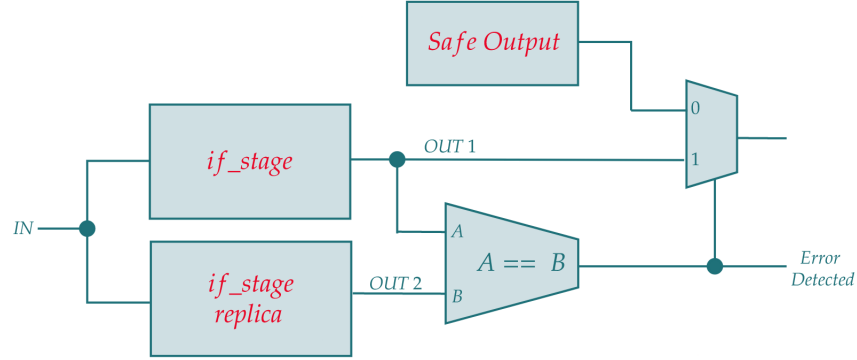 Safe Output
0
if_stage
OUT 1
1
IN
A
A == B
Error
Detected
if_stage
replica
OUT 2
B